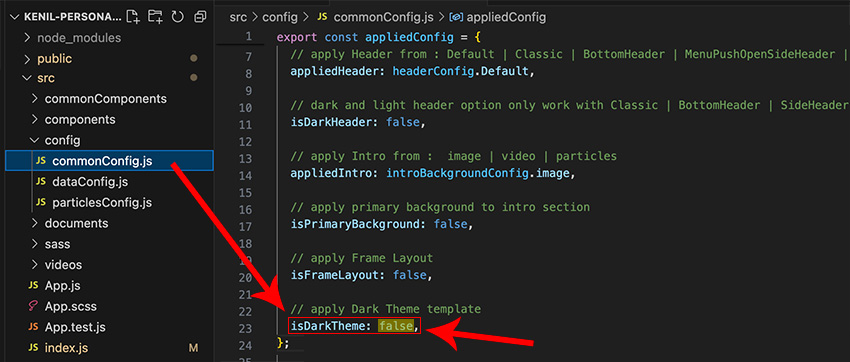 KENIL-PERSONA...
node_modules
public
src
commonComponents
components
config
JS commonConfig.js
JS dataConfig.js
JS particlesConfig.js
documents
sass
videos
JS App.js
App.scss
JS App.test.js
JS index.js M
src > config > JS commonConfig.js > appliedConfig
1 export const appliedConfig = {
7 // apply Header from : Default | Classic | BottomHeader | MenuPushOpenSideHeader |
8 appliedHeader: headerConfig.Default,
9
10 // dark and light header option only work with Classic | BottomHeader | SideHeader
11 isDarkHeader: false,
12
13 // apply Intro from : image | video | particles
14 appliedIntro: introBackgroundConfig.image,
15
16 // apply primary background to intro section
17 isPrimaryBackground: false,
18
19 // apply Frame Layout
20 isFrameLayout: false,
21
22 // apply Dark Theme template
23 isDarkTheme: false,
24 };
25